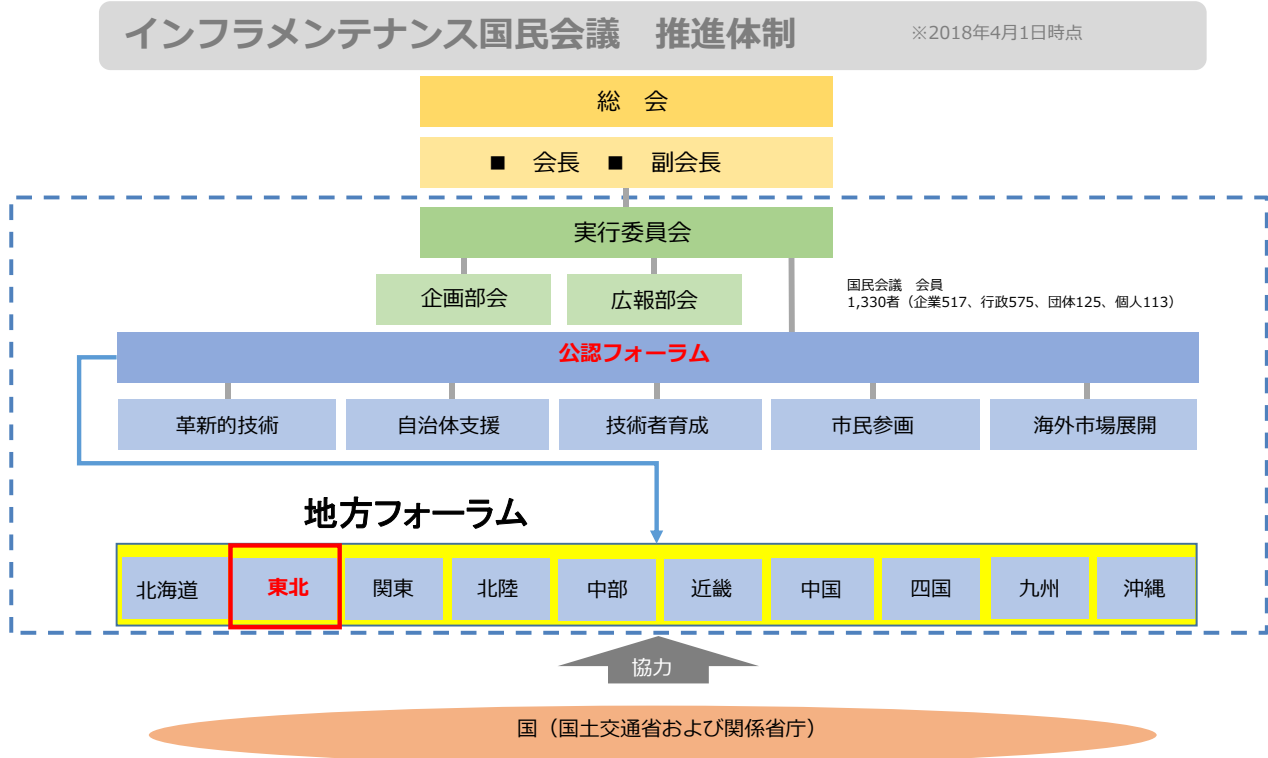 インフラメンテナンス国民会議　推進体制
※2018年4月1日時点
総　会
■　会長　■　副会長
実行委員会
企画部会
広報部会
国民会議　会員
1,330者（企業517、行政575、団体125、個人113）
公認フォーラム
革新的技術
自治体支援
技術者育成
市民参画
海外市場展開
地方フォーラム
北海道
東北
関東
北陸
中部
近畿
中国
四国
九州
沖縄
協力
国（国土交通省および関係省庁）